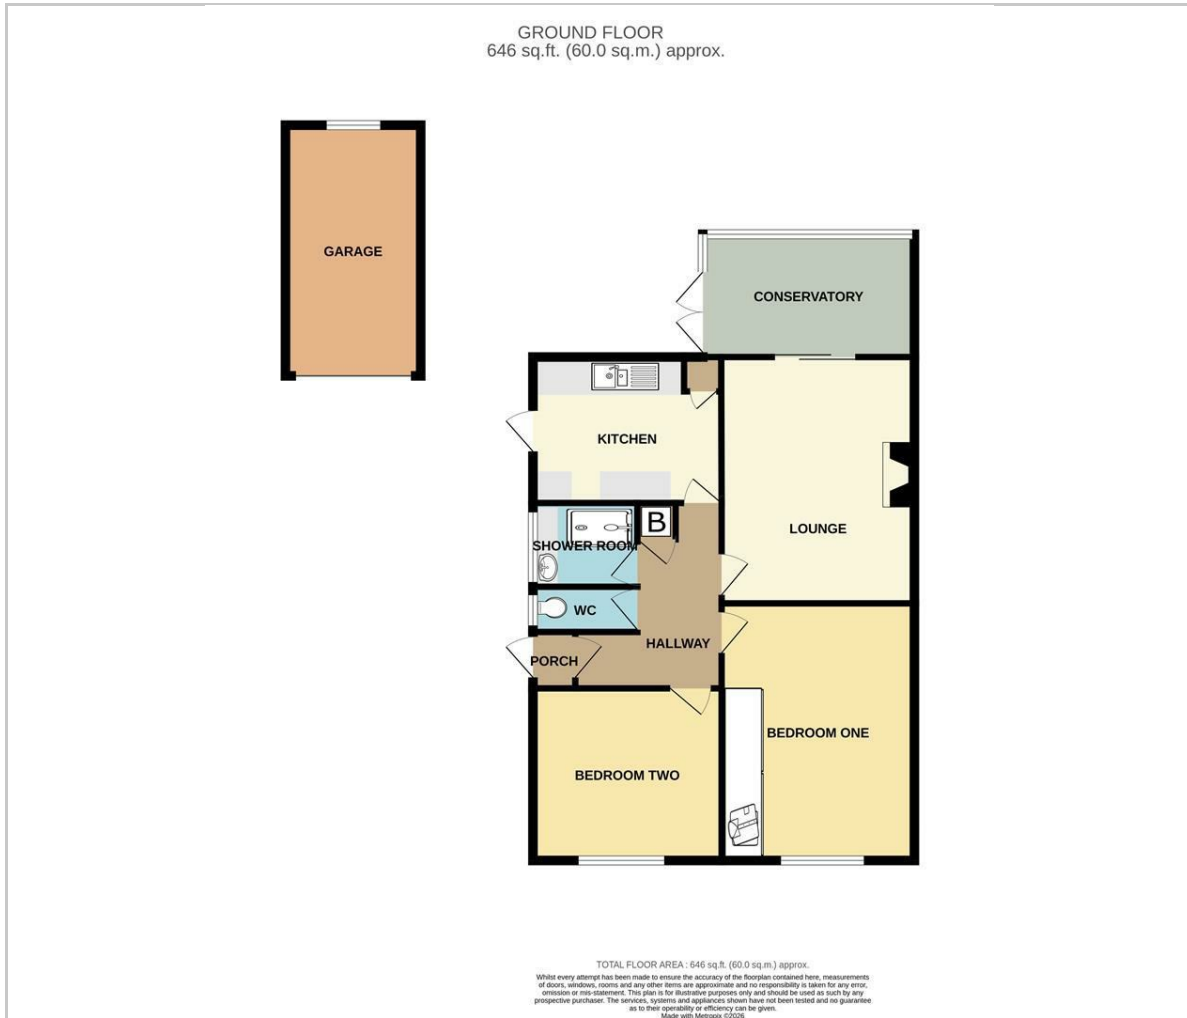 GROUND FLOOR
646 sq.ft. (60.0 sq.m.) approx.
GARAGE
CONSERVATORY
KITCHEN
LOUNGE
B
SHOWER ROOM
WC
HALLWAY
PORCH
BEDROOM ONE
BEDROOM TWO
TOTAL FLOOR AREA : 646 sq.ft. (60.0 sq.m.) approx.
Whilst every attempt has been made to ensure the accuracy of the floorplan contained here, measurements
of doors, windows, rooms and any other items are approximate and no responsibility is taken for any error,
omission or mis-statement. This plan is for illustrative purposes only and should be used as such by any
prospective purchaser. The services, systems and appliances shown have not been tested and no guarantee
as to their operability or efficiency can be given.
Made with Metropix ©2026